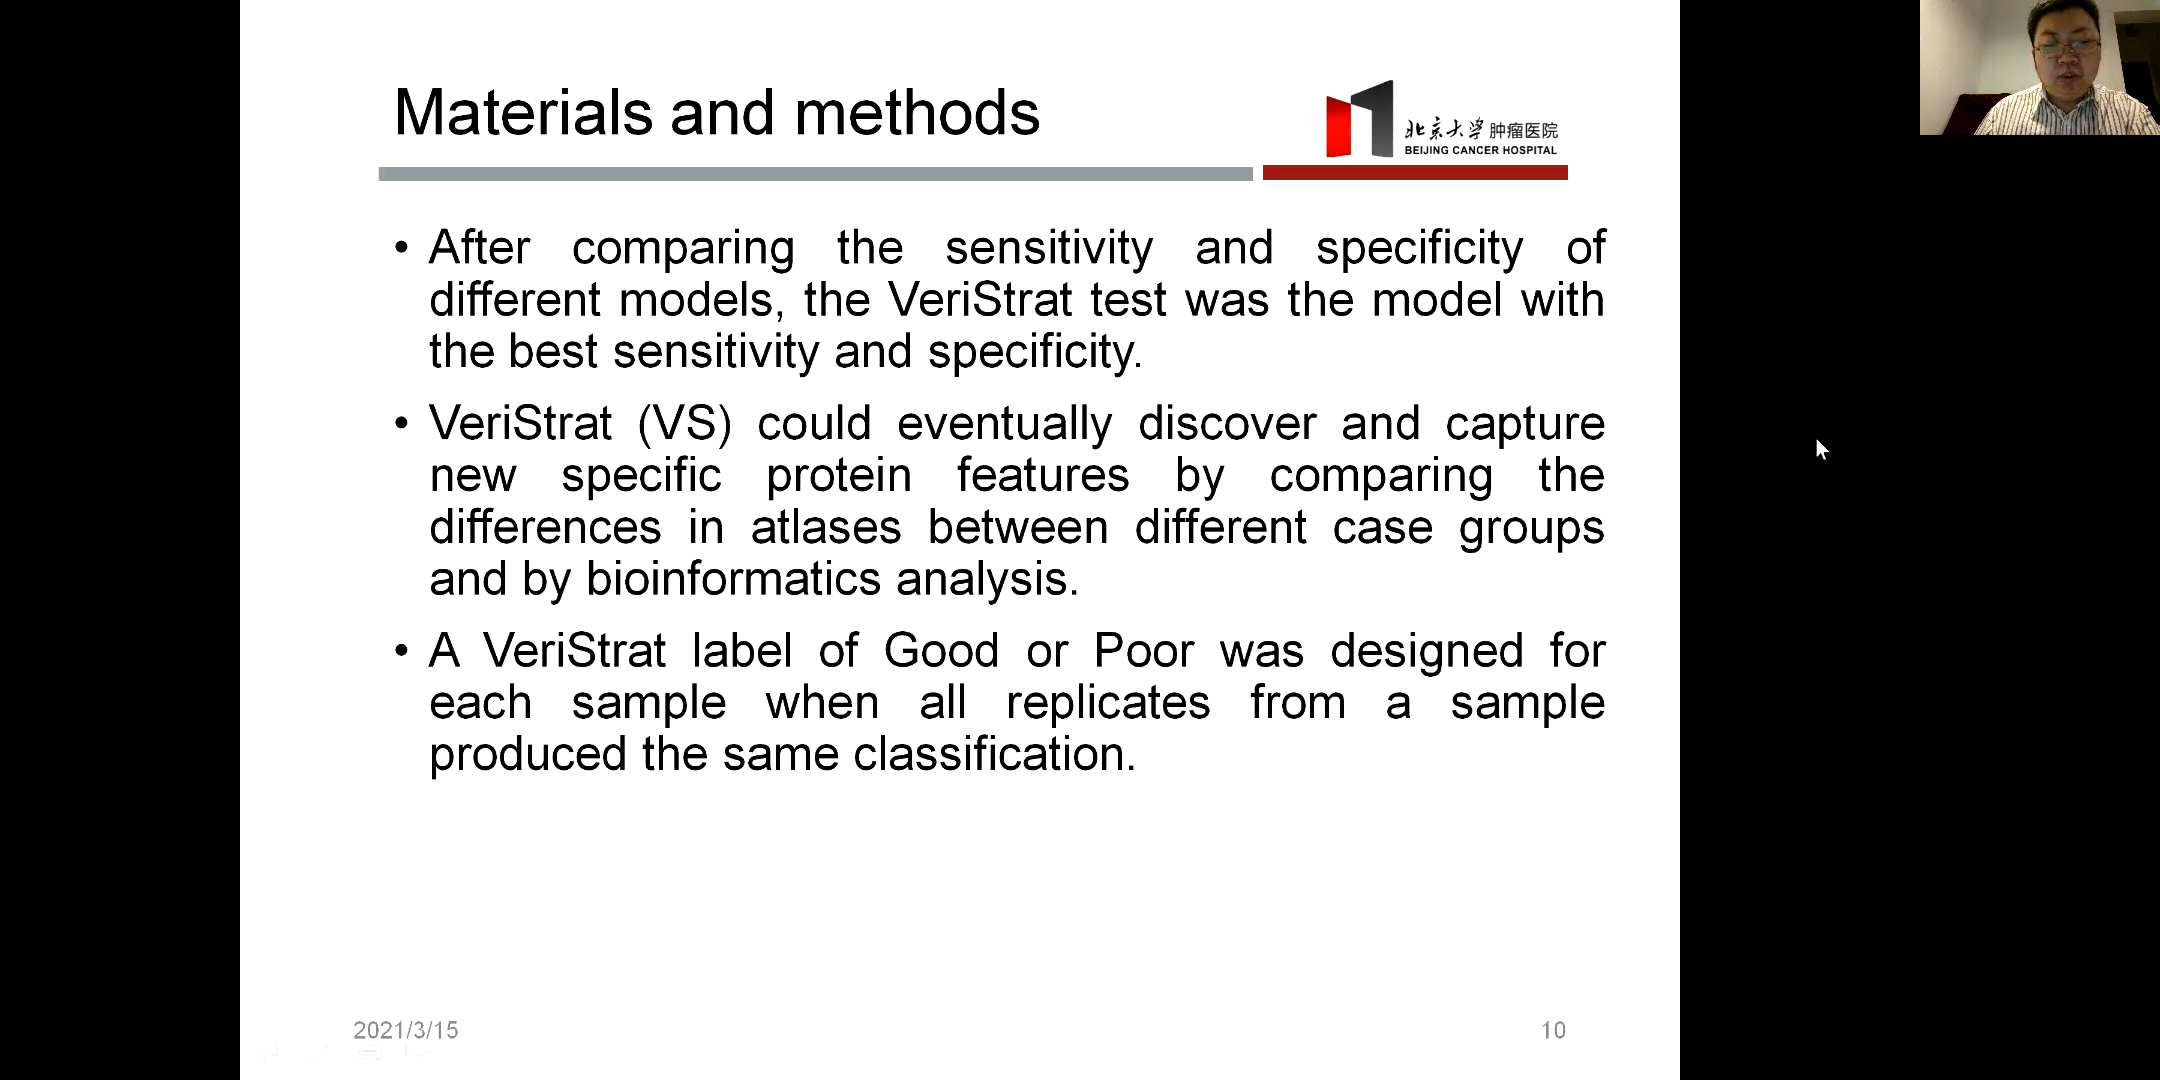 Materials and methods
北京大学肿瘤医院
BEIJING CANCER HOSPITAL
• After comparing the sensitivity and specificity of
different models, the VeriStrat test was the model with
the best sensitivity and specificity.
• VeriStrat (VS) could eventually discover and capture
new specific protein features by comparing the
differences in atlases between different case groups
and by bioinformatics analysis.
• A VeriStrat label of Good or Poor was designed for
each sample when all replicates from a sample
produced the same classification.
2021/3/15
10